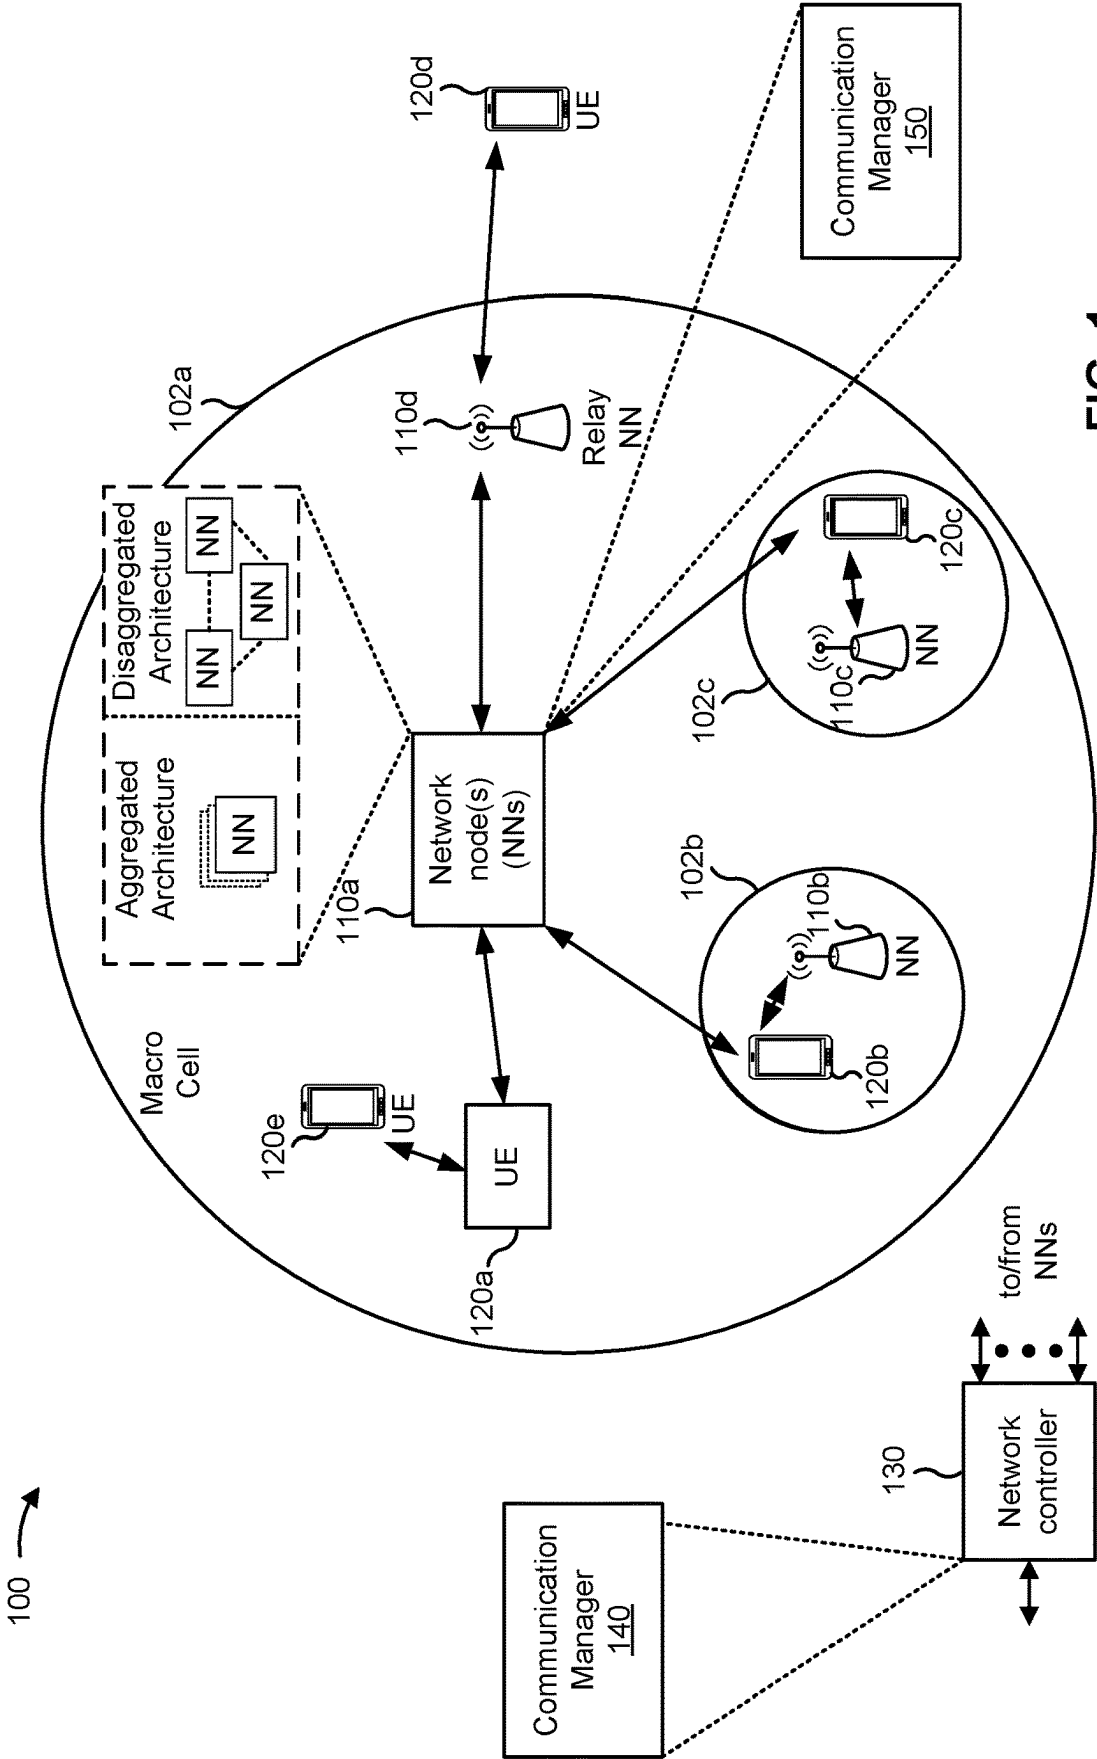 100
Macro
Cell
Aggregated
Architecture
NN
Disaggregated
Architecture
NN
NN
NN
102a
120e
UE
110a
110d
120d
UE
120a
UE
Network
node(s)
(NNs)
Relay
NN
Communication
Manager
140
102b
102c
120b
110b
NN
110c
NN
120c
Communication
Manager
150
130
Network
controller
to/from
NNs